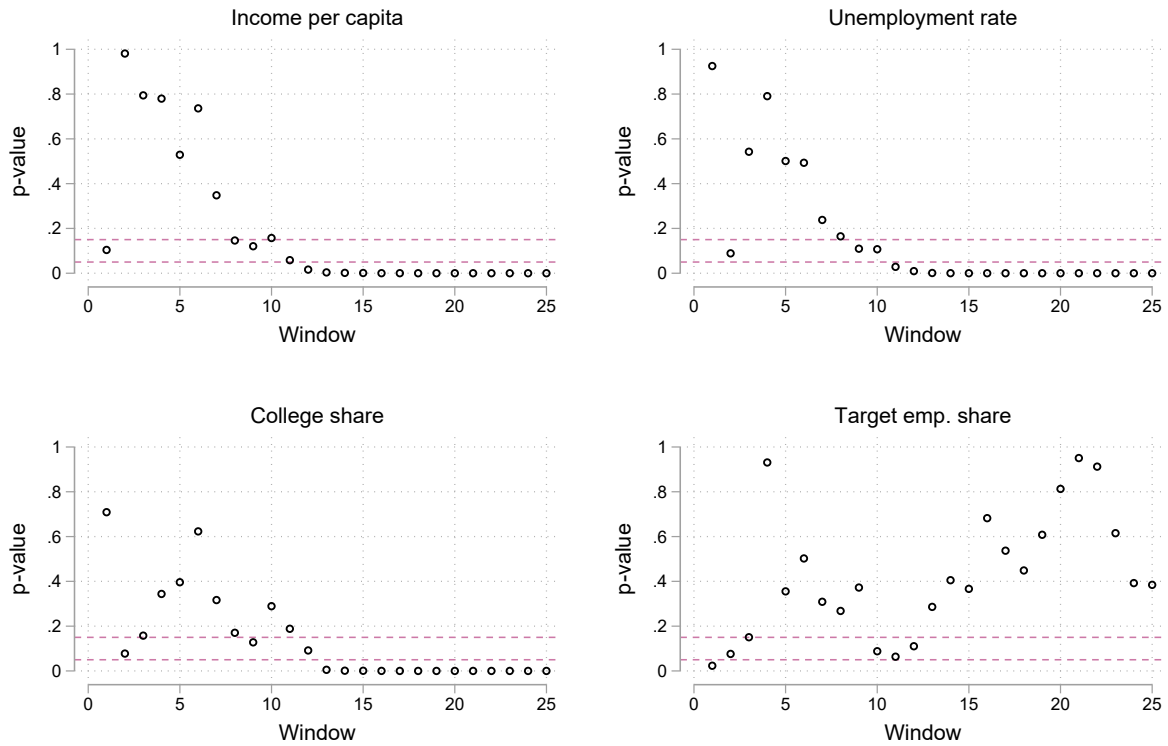 Income per capita
p-value
1
.8
.6
.4
.2
0
0 5 10 15 20 25
Window
Unemployment rate
p-value
1
.8
.6
.4
.2
0
0 5 10 15 20 25
Window
College share
p-value
1
.8
.6
.4
.2
0
0 5 10 15 20 25
Window
Target emp. share
p-value
1
.8
.6
.4
.2
0
0 5 10 15 20 25
Window